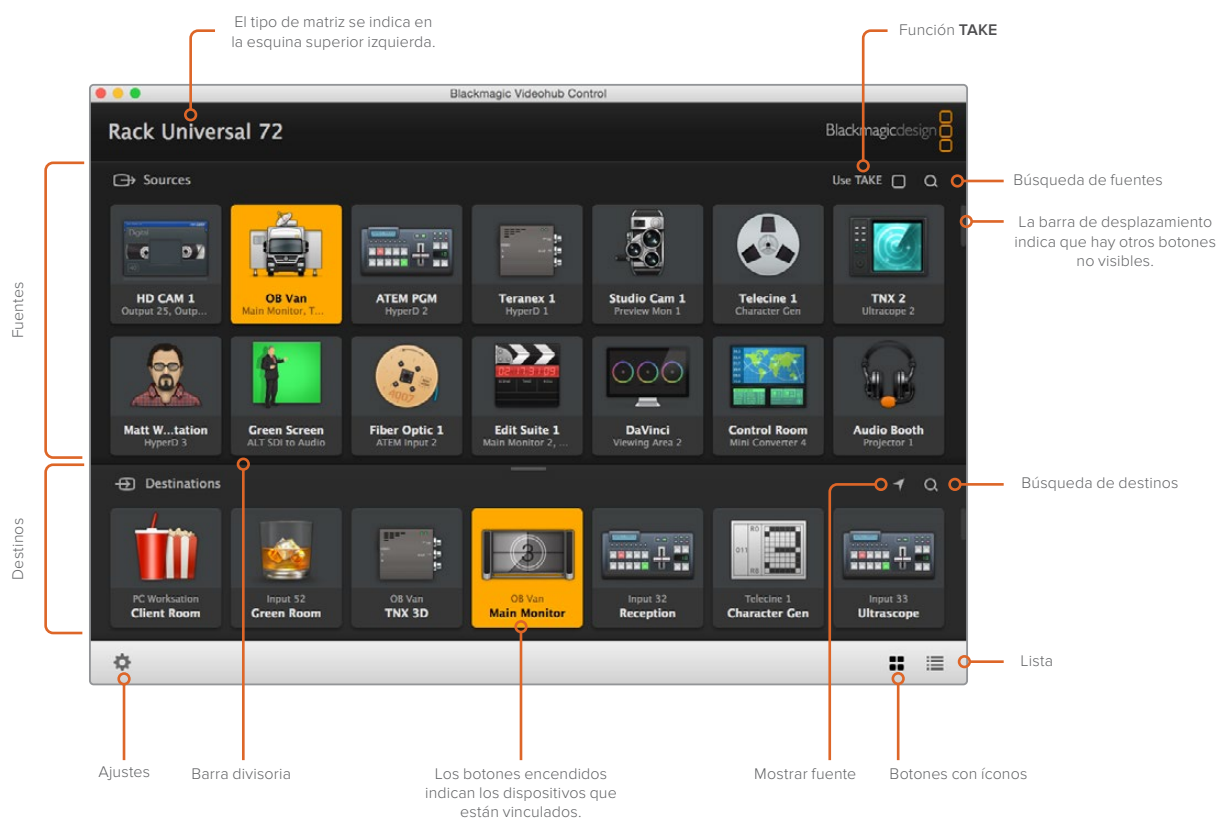 El tipo de matriz se indica en
la esquina superior izquierda.
Función TAKE
Blackmagic Videohub Control
Rack Universal 72
Blackmagicdesign
Fuentes
Sources
Use TAKE
Búsqueda de fuentes
La barra de desplazamiento
indica que hay otros botones
no visibles.
Digital
HD CAM 1
Output 25, Outp...
OB Van
Main Monitor, T...
ATEM PGM
HyperD 2
Teranex 1
HyperD 1
Studio Cam 1
Preview Mon 1
Telecine 1
Character Gen
TNX 2
Ultracope 2
Matt W...tation
HyperD 3
Green Screen
ALT SDI to Audio
Fiber Optic 1
ATEM Input 2
Edit Suite 1
Main Monitor 2, ...
DaVinci
Viewing Area 2
Control Room
Mini Converter 4
Audio Booth
Projector 1
Destinos
Destinations
Búsqueda de destinos
3
PC Worksation
Client Room
Input 52
Green Room
OB Van
TNX 3D
OB Van
Main Monitor
Input 32
Reception
Telecine 1
Character Gen
Input 33
Ultrascope
Lista
Ajustes
Barra divisoria
Los botones encendidos
indican los dispositivos que
están vinculados.
Mostrar fuente
Botones con íconos